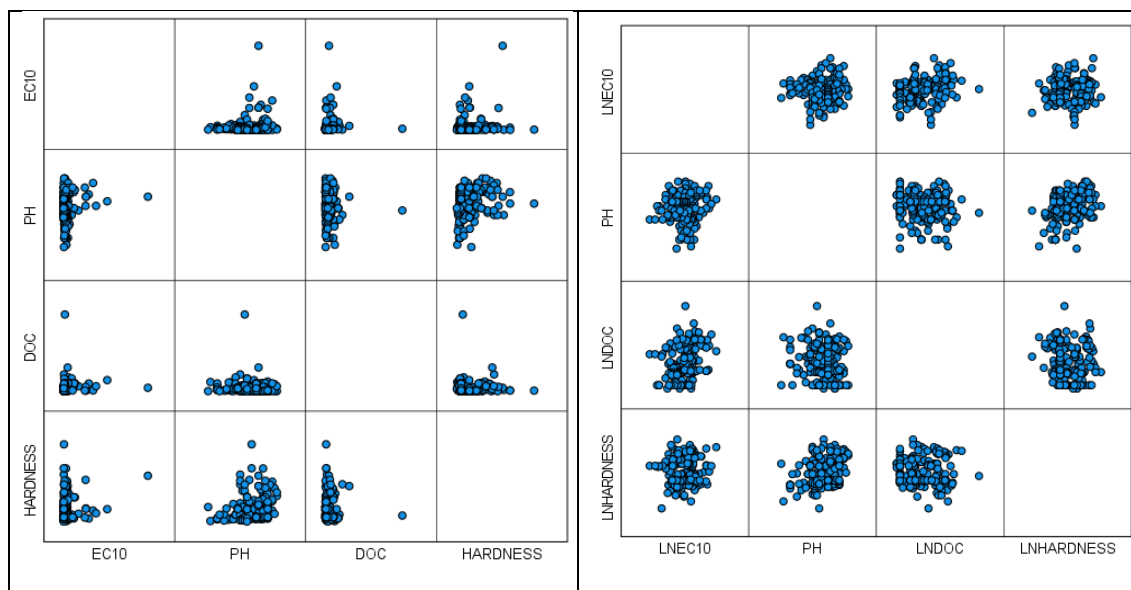 EC10
PH
DOC
HARDNESS
EC10 PH DOC HARDNESS
LNEC10
PH
LNDOC
LNHARDNESS
LNEC10 PH LNDOC LNHARDNESS